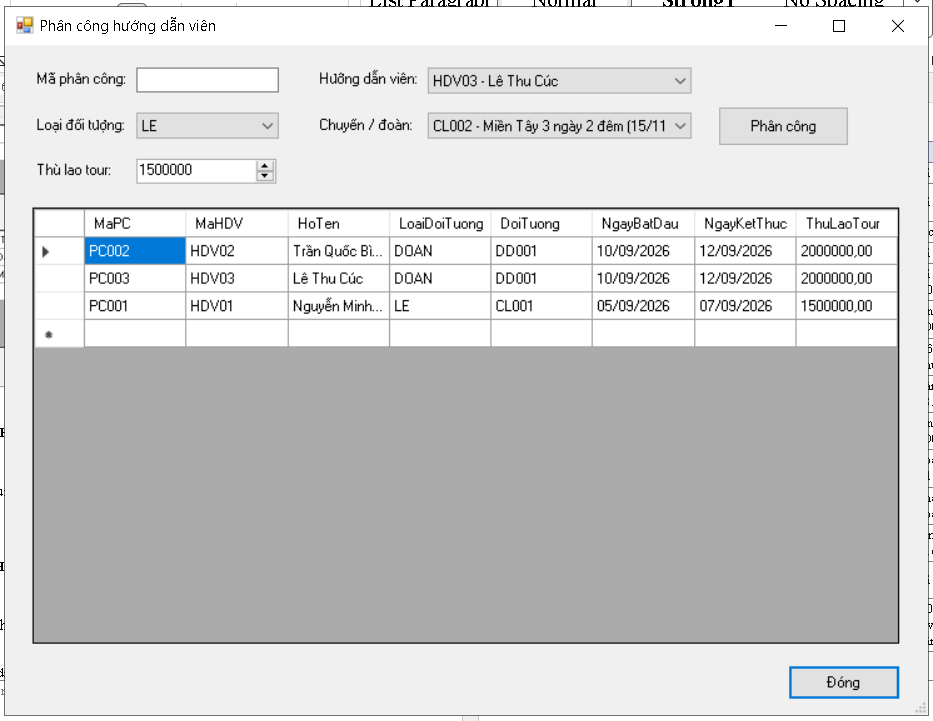 Phân công hướng dẫn viên
Mã phân công:
Hướng dẫn viên: HDV03 - Lê Thu Cúc
Loại đối tượng: LE
Chuyến / đoàn: CL002 - Miền Tây 3 ngày 2 đêm (15/11
Phân công
Thù lao tour: 1500000
MaPC MaHDV HoTen LoaiDoiTuong DoiTuong NgayBatDau NgayKetThuc ThuLaoTour
PC002 HDV02 Trần Quốc Bì... DOAN DD001 10/09/2026 12/09/2026 2000000,00
PC003 HDV03 Lê Thu Cúc DOAN DD001 10/09/2026 12/09/2026 2000000,00
PC001 HDV01 Nguyễn Minh... LE CL001 05/09/2026 07/09/2026 1500000,00
Đóng